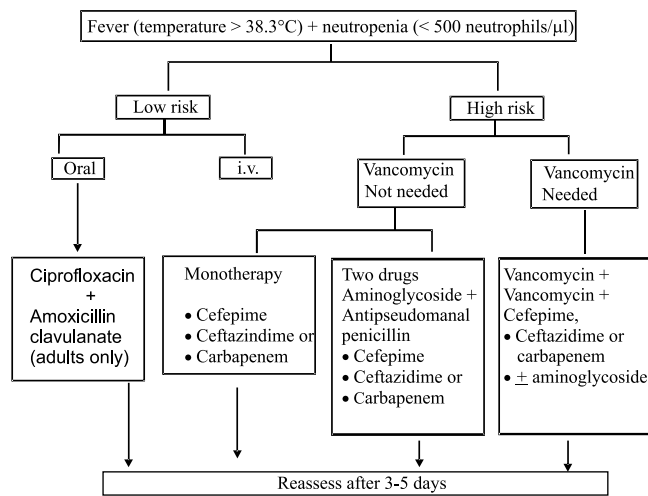 Fever (temperature > 38.3°C) + neutropenia (< 500 neutrophils/µl)
Low risk
High risk
Oral
i.v.
Vancomycin
Not needed
Vancomycin
Needed
Ciprofloxacin
+
Amoxicillin
clavulanate
(adults only)
Monotherapy
• Cefepime
• Ceftazindime or
• Carbapenem
Two drugs
Aminoglycoside +
Antipseudomanal
penicillin
• Cefepime
• Ceftazidime or
• Carbapenem
Vancomycin +
Vancomycin +
Cefepime,
• Ceftazidime or
carbapenem
• ± aminoglycoside
Reassess after 3-5 days